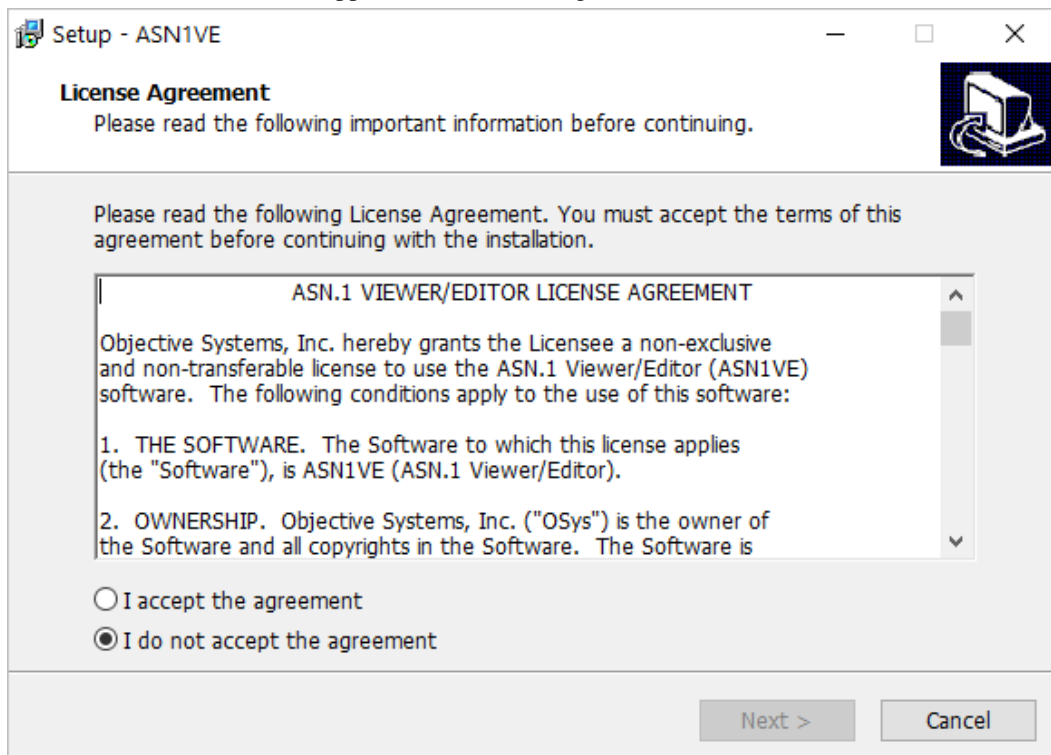 Setup - ASN1VE
License Agreement
Please read the following important information before continuing.
Please read the following License Agreement. You must accept the terms of this
agreement before continuing with the installation.
ASN.1 VIEWER/EDITOR LICENSE AGREEMENT
Objective Systems, Inc. hereby grants the Licensee a non-exclusive
and non-transferable license to use the ASN.1 Viewer/Editor (ASN1VE)
software.  The following conditions apply to the use of this software:
1.  THE SOFTWARE.  The Software to which this license applies
(the "Software"), is ASN1VE (ASN.1 Viewer/Editor).
2.  OWNERSHIP.  Objective Systems, Inc. ("OSys") is the owner of
the Software and all copyrights in the Software.  The Software is
I accept the agreement
I do not accept the agreement
Next >
Cancel